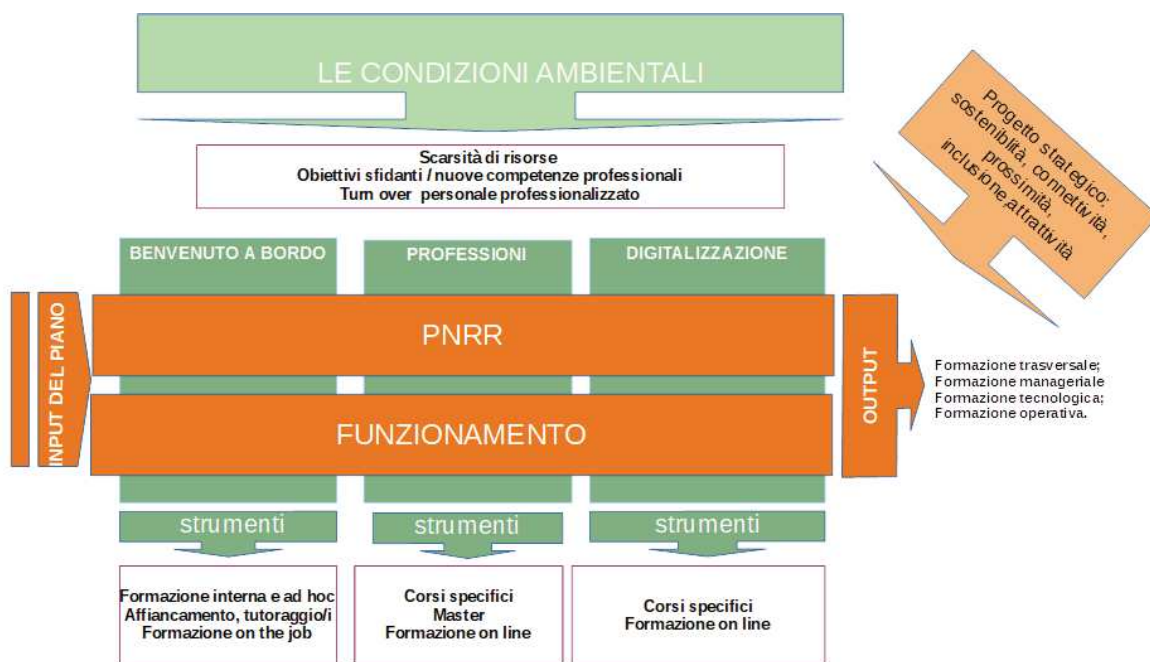 LE CONDIZIONI AMBIENTALI
Progetto strategico:
sosteniblità, connettività,
prossimità,
inclusione,attrattività
Scarsità di risorse
Obiettivi sfidanti / nuove competenze professionali
Turn over personale professionalizzato
BENVENUTO A BORDO
PROFESSIONI
DIGITALIZZAZIONE
INPUT DEL PIANO
PNRR
FUNZIONAMENTO
OUTPUT
Formazione trasversale;
Formazione manageriale
Formazione tecnologica;
Formazione operativa.
strumenti
strumenti
strumenti
Formazione interna e ad hoc
Affiancamento, tutoraggio/i
Formazione on the job
Corsi specifici
Master
Formazione on line
Corsi specifici
Formazione on line